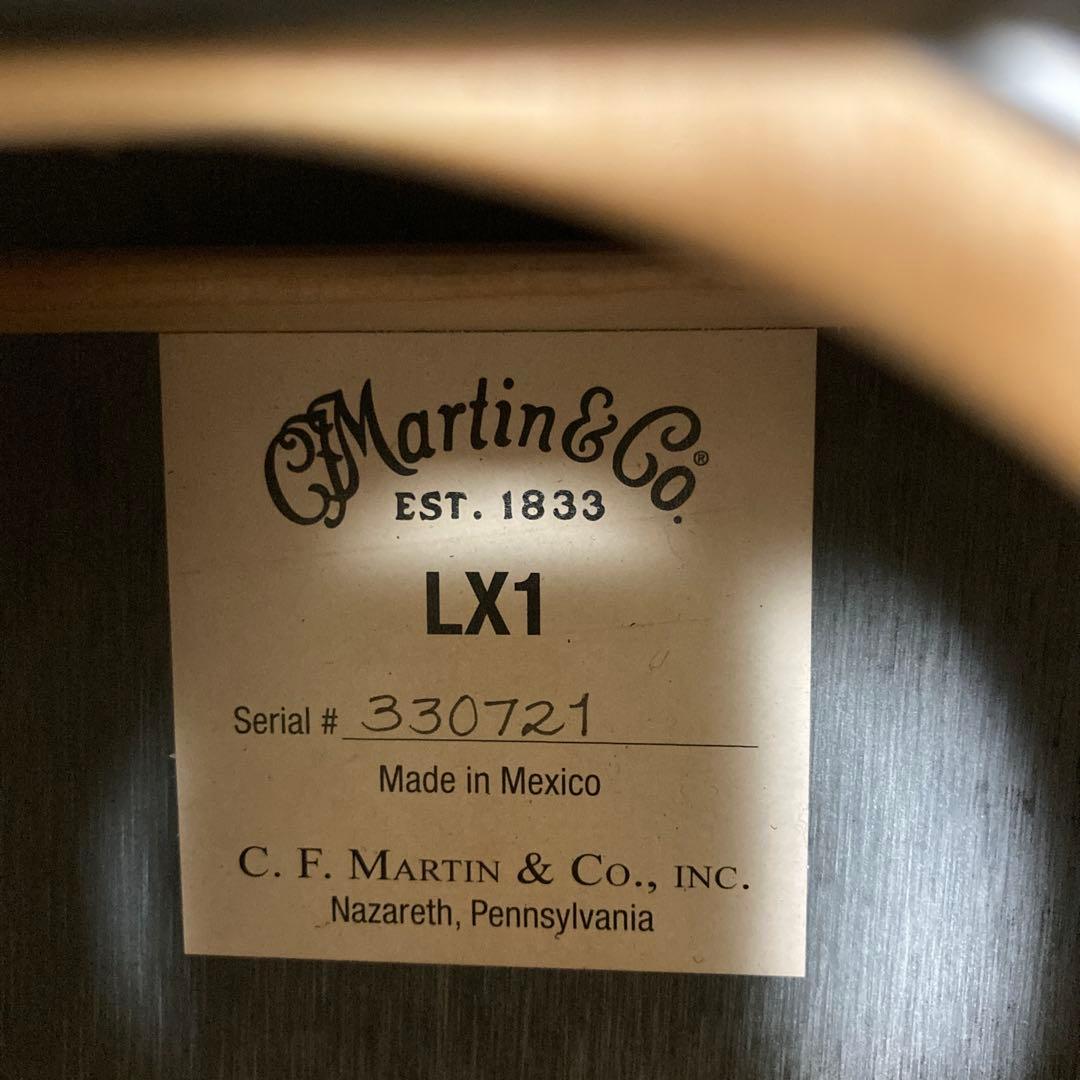 CFMartin & Co.®
EST. 1833
LX1
Serial # 330721
Made in Mexico
C. F. MARTIN & CO., INC.
Nazareth, Pennsylvania